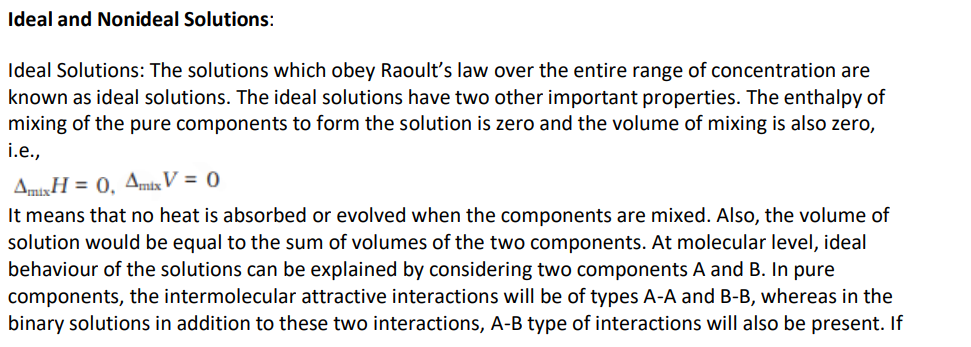 Ideal and Nonideal Solutions:
Ideal Solutions: The solutions which obey Raoult’s law over the entire range of concentration are
known as ideal solutions. The ideal solutions have two other important properties. The enthalpy of
mixing of the pure components to form the solution is zero and the volume of mixing is also zero,
i.e.,
ΔmixH = 0, ΔmixV = 0
It means that no heat is absorbed or evolved when the components are mixed. Also, the volume of
solution would be equal to the sum of volumes of the two components. At molecular level, ideal
behaviour of the solutions can be explained by considering two components A and B. In pure
components, the intermolecular attractive interactions will be of types A-A and B-B, whereas in the
binary solutions in addition to these two interactions, A-B type of interactions will also be present. If